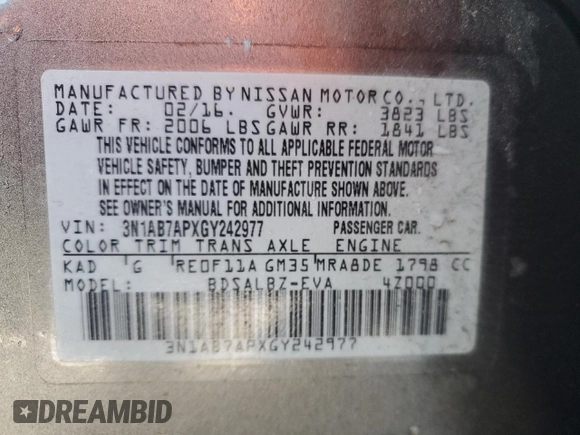 MANUFACTURED BY NISSAN MOTOR CO., LTD.
DATE: 02/16. GVWR: 3823 LBS
GAWR FR: 2006 LBS GAWR RR: 1841 LBS
THIS VEHICLE CONFORMS TO ALL APPLICABLE FEDERAL MOTOR
VEHICLE SAFETY, BUMPER AND THEFT PREVENTION STANDARDS
IN EFFECT ON THE DATE OF MANUFACTURE SHOWN ABOVE.
SEE OWNER'S MANUAL FOR ADDITIONAL INFORMATION.
VIN: 3N1AB7APXGY242977 PASSENGER CAR.
COLOR TRIM TRANS AXLE ENGINE
KAD G RE0F11A GM35 MRA8DE 1798 CC
MODEL: BDSALBZ-EVA 4Z000
3N1AB7APXGY242977
DREAMBID